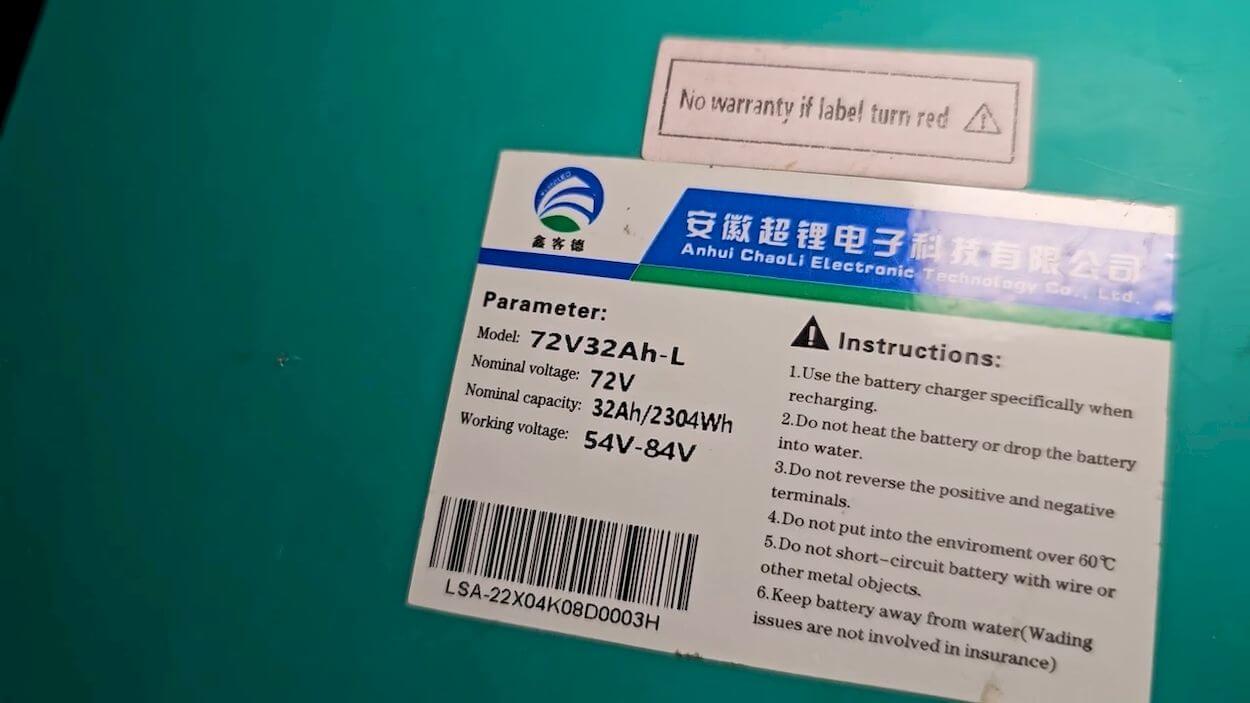 No warranty if label turn red
鑫客德
安徽超锂电子科技有限公司
Anhui ChaoLi Electronic Technology Co., Ltd.
Parameter:
Model: 72V32Ah-L
Nominal voltage: 72V
Nominal capacity: 32Ah/2304Wh
Working voltage: 54V-84V
LSA-22X04K08D0003H
Instructions:
1.Use the battery charger specifically when
recharging.
2.Do not heat the battery or drop the battery
into water.
3.Do not reverse the positive and negative
terminals.
4.Do not put into the enviroment over 60℃
5.Do not short-circuit battery with wire or
other metal objects.
6.Keep battery away from water(Wading
issues are not involved in insurance)